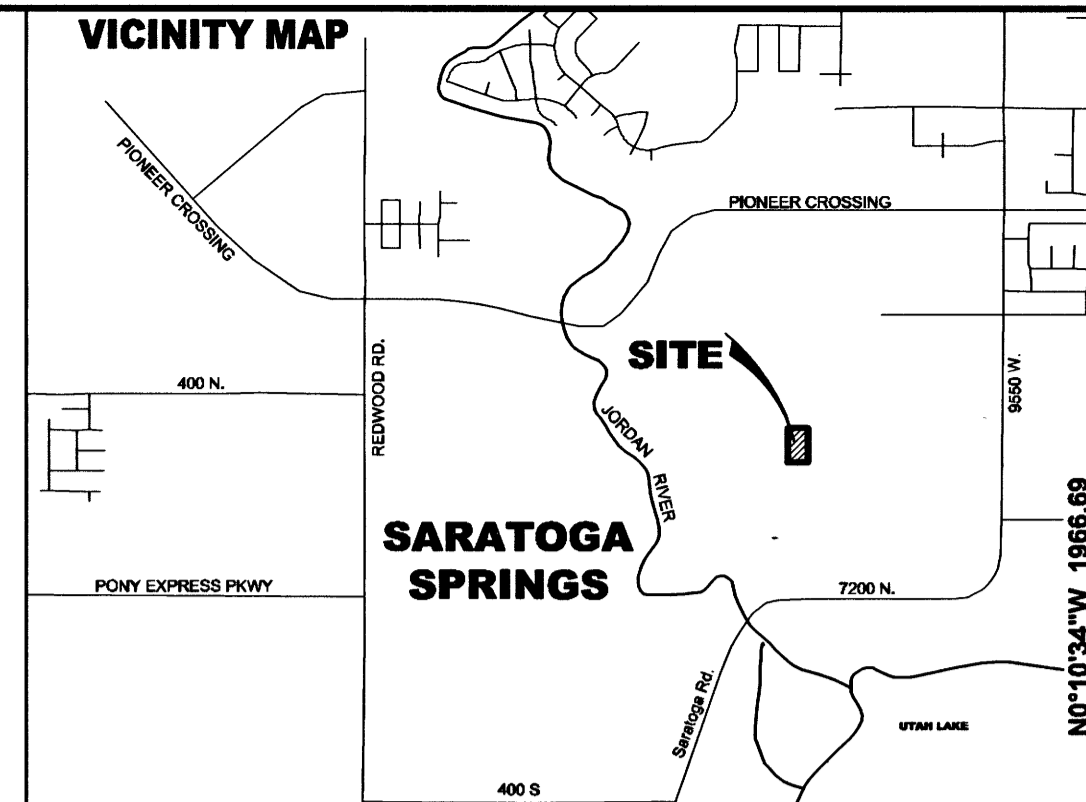 VICINITY MAP
PIONEER CROSSING
PIONEER CROSSING
SITE
400 N.
REDWOOD RD.
9550 W.
JORDAN
RIVER
N0°10'34"W 1966.69
SARATOGA
SPRINGS
PONY EXPRESS PKWY
7200 N.
Saratoga Rd.
UTAH LAKE
400 S